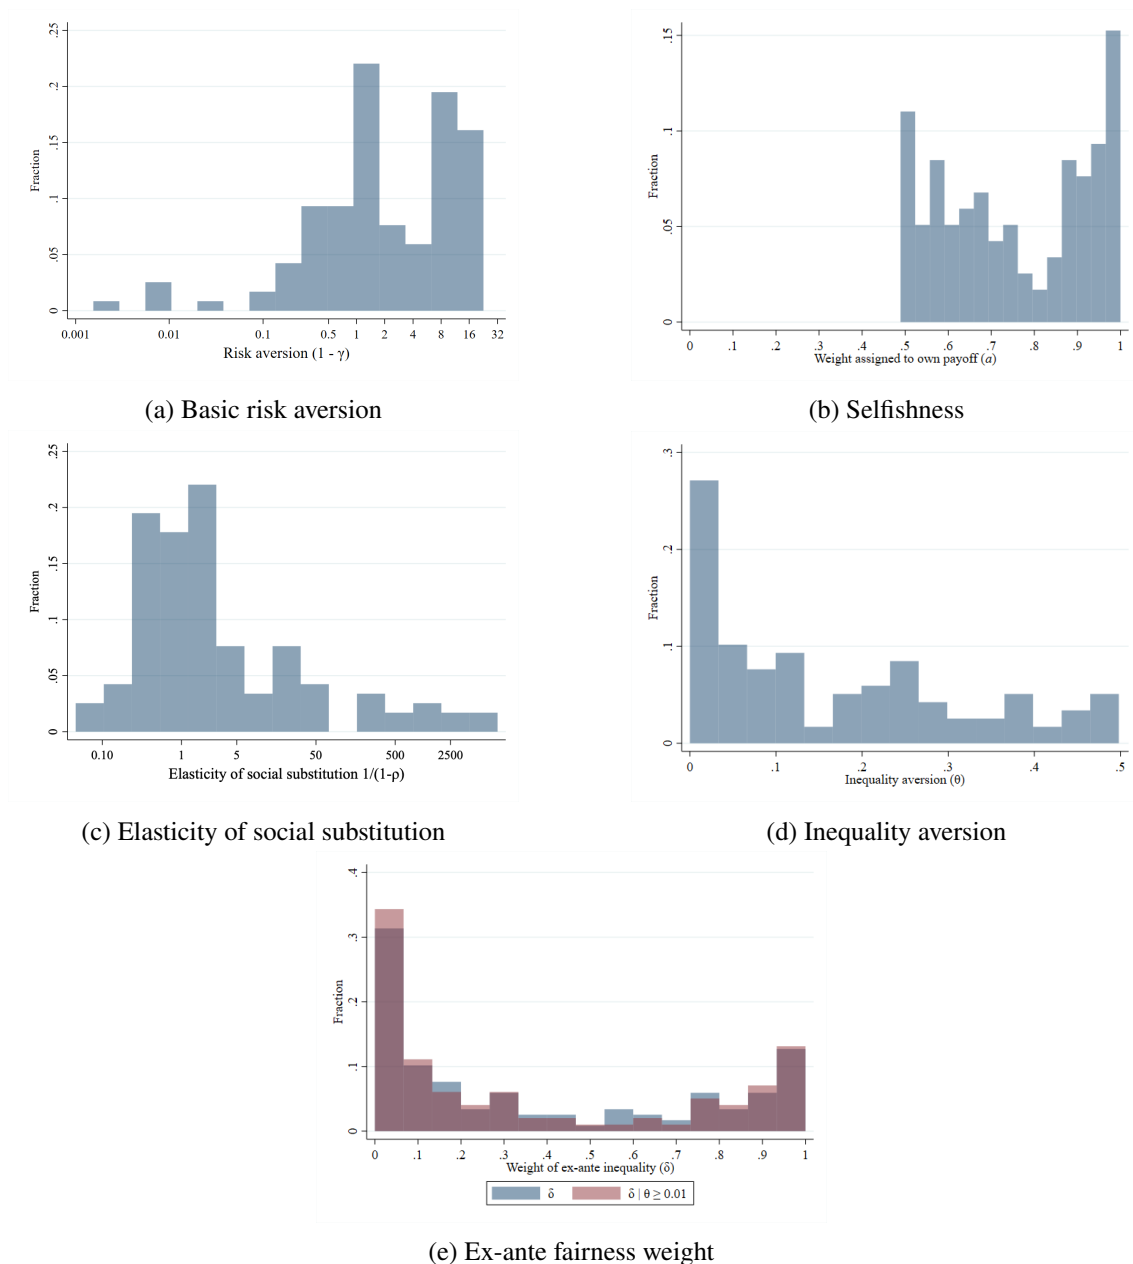 .25
.2
.15
.1
.05
0
Fraction
0.001 0.01 0.1 0.5 1 2 4 8 16 32
Risk aversion (1 - γ)
(a) Basic risk aversion
.15
.1
.05
0
Fraction
0 .1 .2 .3 .4 .5 .6 .7 .8 .9 1
Weight assigned to own payoff (a)
(b) Selfishness
.25
.2
.15
.1
.05
0
Fraction
0.10 1 5 50 500 2500
Elasticity of social substitution 1/(1-ρ)
(c) Elasticity of social substitution
.3
.2
.1
0
Fraction
0 .1 .2 .3 .4 .5
Inequality aversion (θ)
(d) Inequality aversion
.4
.3
.2
.1
0
Fraction
0 .1 .2 .3 .4 .5 .6 .7 .8 .9 1
Weight of ex-ante inequality (δ)
δ δ | θ ≥ 0.01
(e) Ex-ante fairness weight